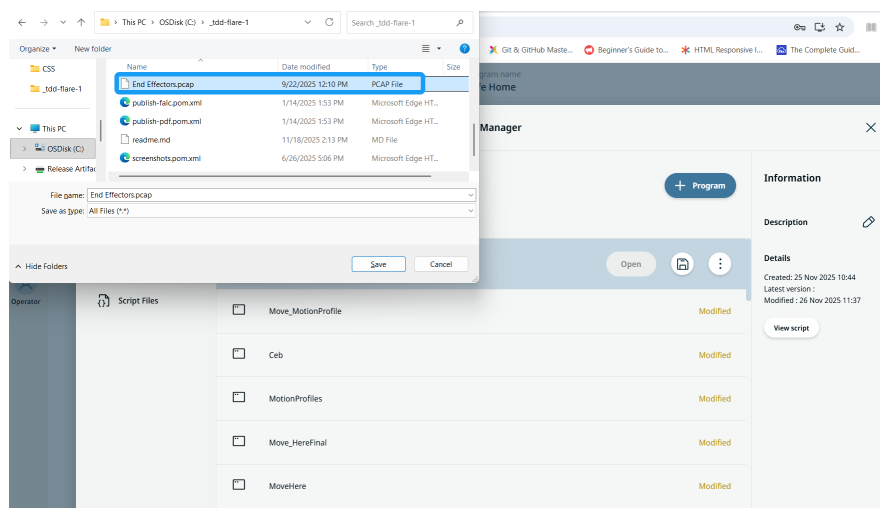 This PC > OSDisk (C:) > _tdd-flare-1
Search _tdd-flare-1
Organize
New folder
CSS
_tdd-flare-1
This PC
OSDisk (C:)
Release Artifac
Name
Date modified
Type
Size
End Effectors.pcap
9/22/2025 12:10 PM
PCAP File
publish-falc.pom.xml
1/14/2025 1:53 PM
Microsoft Edge HT...
publish-pdf.pom.xml
1/14/2025 1:53 PM
Microsoft Edge HT...
readme.md
11/18/2025 2:13 PM
MD File
screenshots.pom.xml
6/26/2025 5:06 PM
Microsoft Edge HT...
File name:
End Effectors.pcap
Save as type:
All Files (*.*)
Hide Folders
Save
Cancel
Git & GitHub Maste...
Beginner's Guide to...
HTML Responsive I...
The Complete Guid...
gram name
fe Home
Manager
+ Program
Information
Description
Open
Details
Created: 25 Nov 2025 10:44
Latest version :
Modified : 26 Nov 2025 11:37
View script
Operator
Script Files
Move_MotionProfile
Modified
Ceb
Modified
MotionProfiles
Modified
Move_HereFinal
Modified
MoveHere
Modified